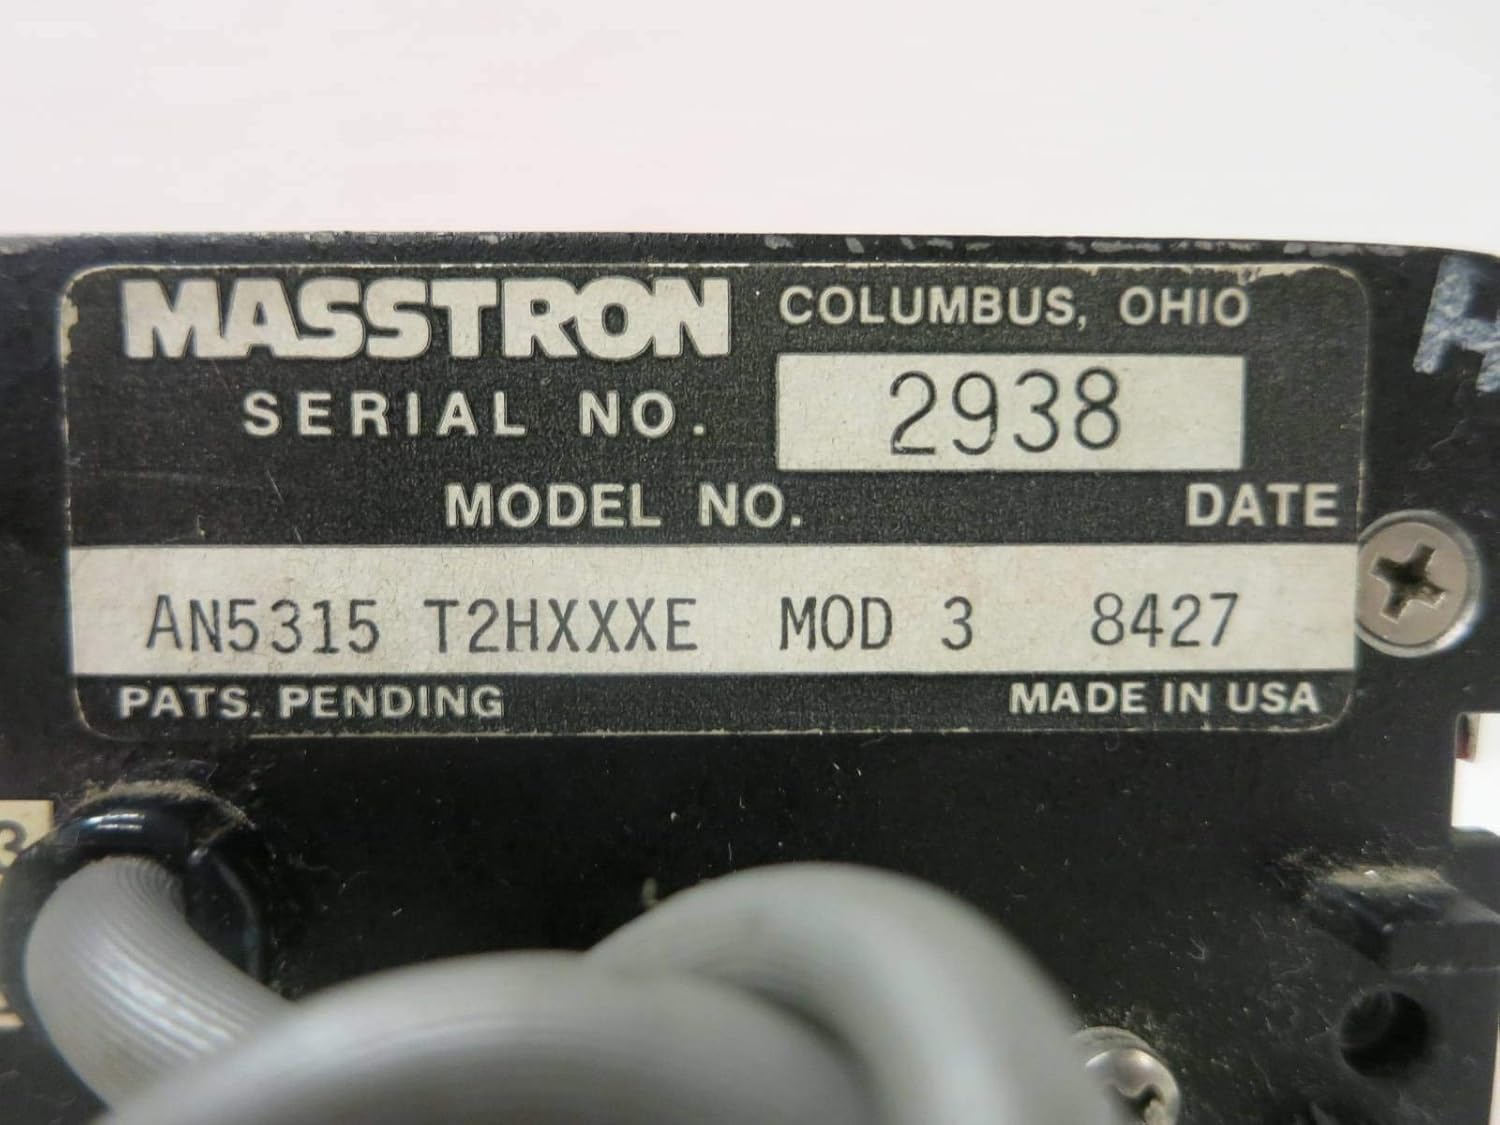 MASSTRON COLUMBUS, OHIO
SERIAL NO. 2938
MODEL NO. DATE
AN5315 T2HXXXE MOD 3 8427
PATS. PENDING MADE IN USA
H
3